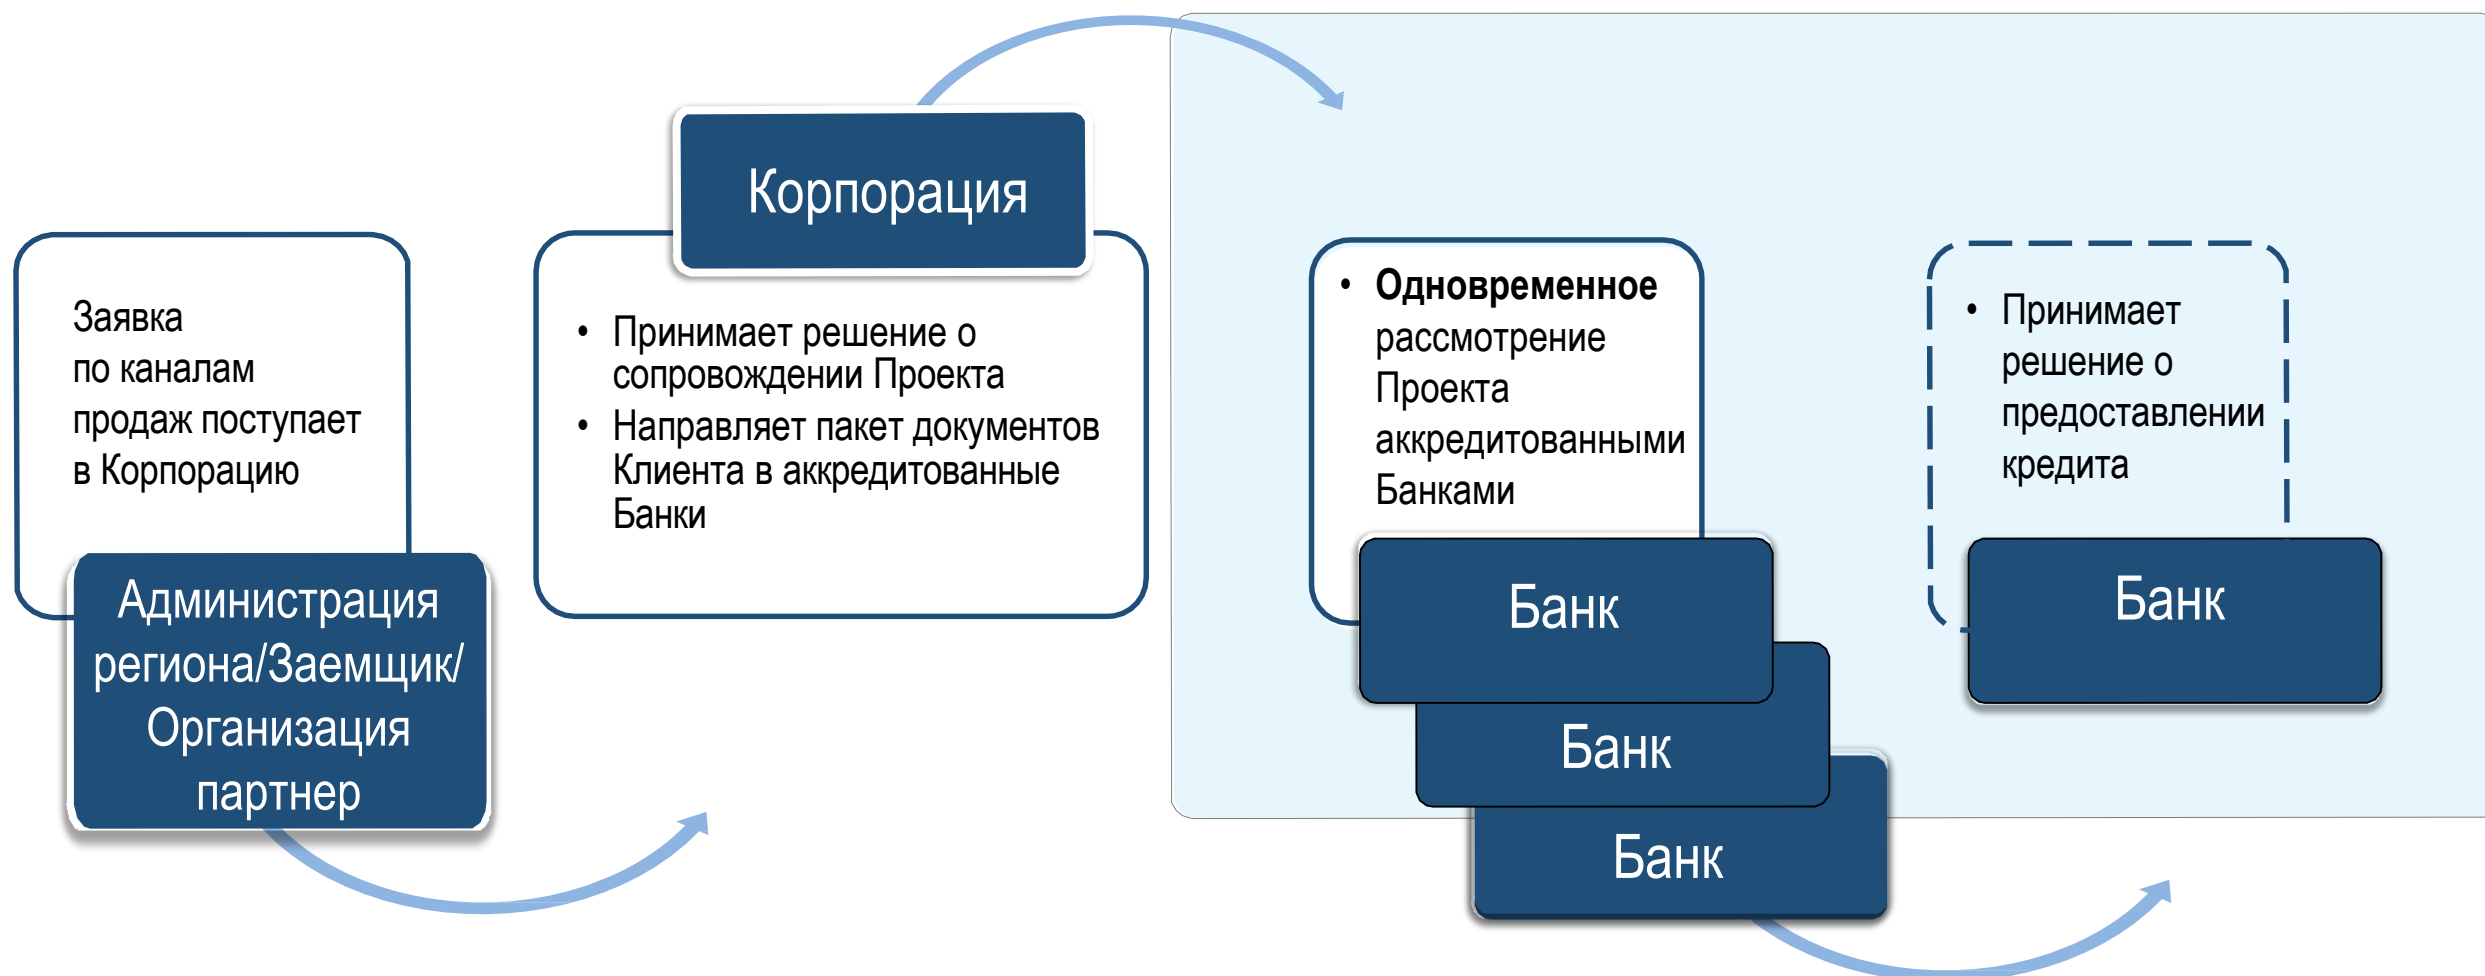 Заявка
по каналам
продаж поступает
в Корпорацию
Администрация
региона/Заемщик/
Организация
партнер
Корпорация
• Принимает решение о
сопровождении Проекта
• Направляет пакет документов
Клиента в аккредитованные
Банки
• Одновременное
рассмотрение
Проекта
аккредитованными
Банками
Банк
Банк
Банк
• Принимает
решение о
предоставлении
кредита
Банк